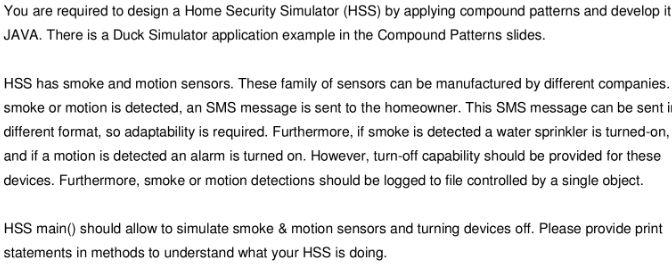 You are required to design a Home Security Simulator (HSS) by applying compound patterns and develop it
JAVA. There is a Duck Simulator application example in the Compound Patterns slides.
HSS has smoke and motion sensors. These family of sensors can be manufactured by different companies.
smoke or motion is detected, an SMS message is sent to the homeowner. This SMS message can be sent i
different format, so adaptability is required. Furthermore, if smoke is detected a water sprinkler is turned-on,
and if a motion is detected an alarm is turned on. However, turn-off capability should be provided for these
devices. Furthermore, smoke or motion detections should be logged to file controlled by a single object.
HSS main() should allow to simulate smoke & motion sensors and turning devices off. Please provide print
statements in methods to understand what your HSS is doing.